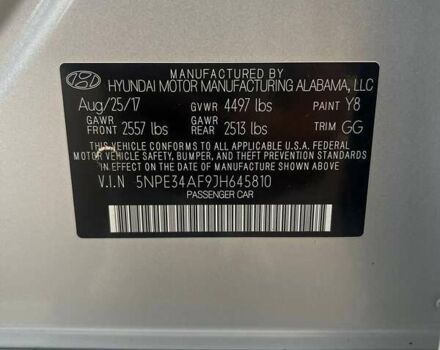 MANUFACTURED BY
HYUNDAI MOTOR MANUFACTURING ALABAMA, LLC
Aug/25/17 GVWR 4497 lbs PAINT Y8
GAWR FRONT 2557 lbs GAWR REAR 2513 lbs TRIM GG
THIS VEHICLE CONFORMS TO ALL APPLICABLE U.S. FEDERAL
MOTOR VEHICLE SAFETY, BUMPER, AND THEFT PREVENTION
STANDARDS IN EFFECT ON THE DATE OF MANUFACTURE SHOWN ABOVE.
V.I.N 5NPE34AF9JH645810
PASSENGER CAR